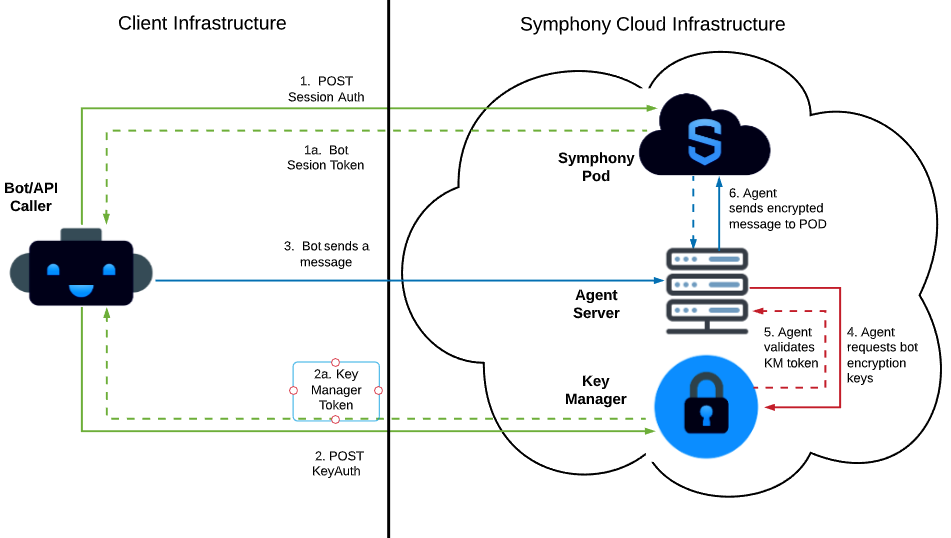 Client Infrastructure
Symphony Cloud Infrastructure
1. POST
Session Auth
1a. Bot
Sesion Token
Symphony
Pod
Bot/API
Caller
6. Agent
sends encrypted
message to POD
3. Bot sends a
message
Agent
Server
5. Agent
validates
KM token
4. Agent
requests bot
encryption
keys
2a. Key
Manager
Token
Key
Manager
2. POST
KeyAuth